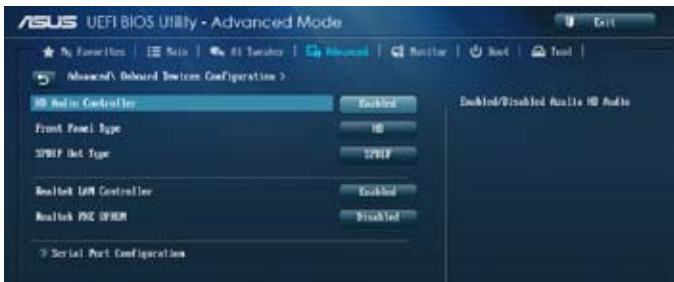 ASUS UEFI BIOS Utility - Advanced Mode
Exit
My Favorites | Main | Ai Tweaker | Advanced | Monitor | Boot | Tool |
Advanced\ Onboard Devices Configuration >
HD Audio Controller
Enabled
Enabled/Disabled Azalia HD Audio
Front Panel Type
HD
SPDIF Out Type
SPDIF
Realtek LAN Controller
Enabled
Realtek PXE OPROM
Disabled
> Serial Port Configuration